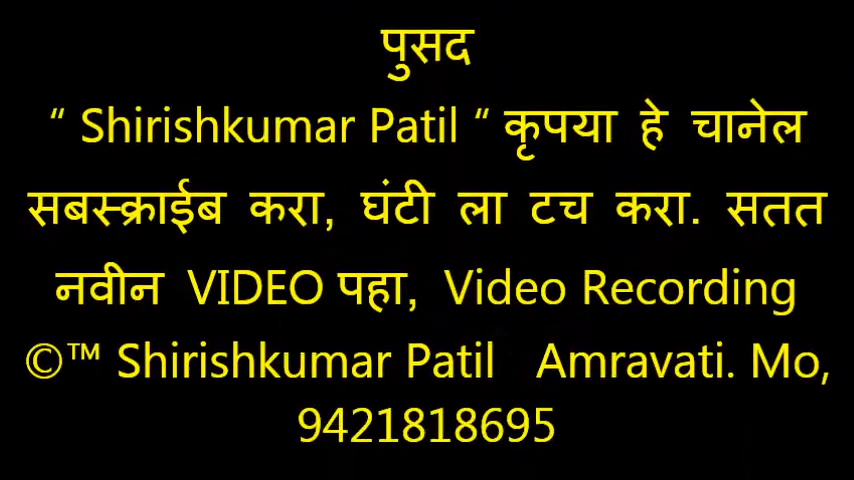 पुसद
“ Shirishkumar Patil “ कृपया हे चानेल
सबस्क्राईब करा, घंटी ला टच करा. सतत
नवीन VIDEO पहा, Video Recording
©™ Shirishkumar Patil Amravati. Mo,
9421818695